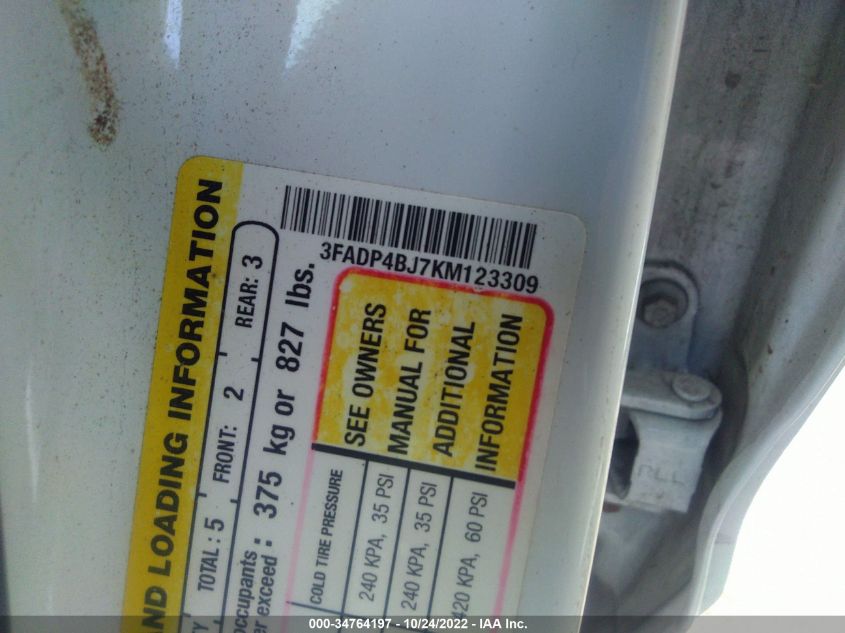 3FADP4BJ7KM123309
AND LOADING INFORMATION
TOTAL: 5 FRONT: 2 REAR: 3
occupants
er exceed : 375 kg or 827 lbs.
COLD TIRE PRESSURE
240 KPA, 35 PSI
240 KPA, 35 PSI
420 KPA, 60 PSI
SEE OWNERS
MANUAL FOR
ADDITIONAL
INFORMATION
000-34764197 - 10/24/2022 - IAA Inc.